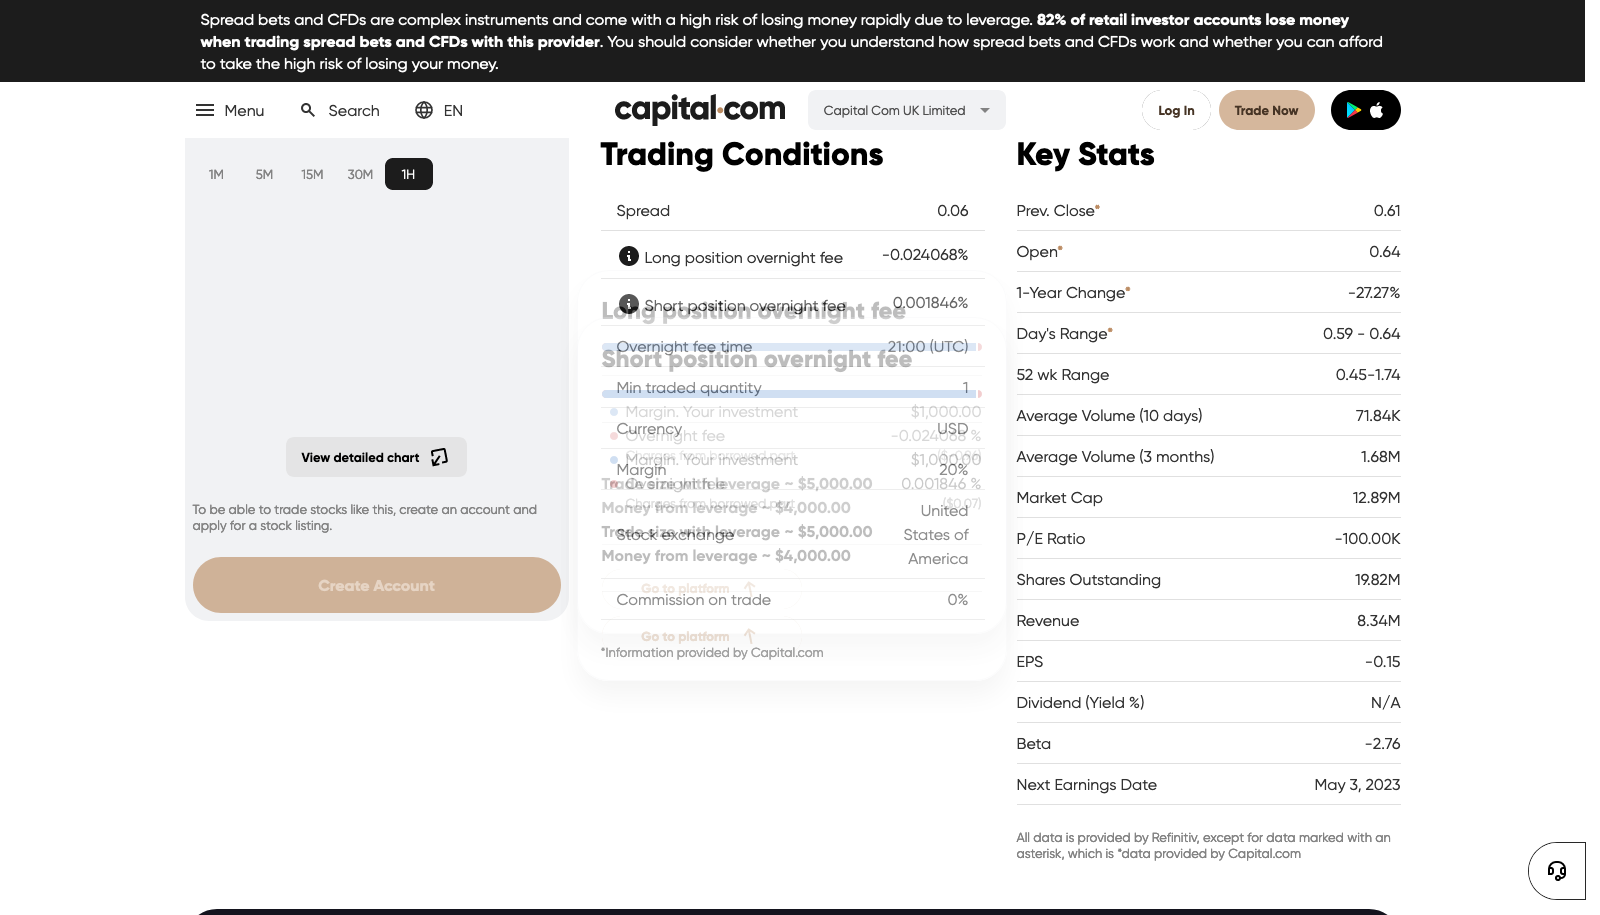 Spread bets and CFDs are complex instruments and come with a high risk of losing money rapidly due to leverage. 82% of retail investor accounts lose money
when trading spread bets and CFDs with this provider. You should consider whether you understand how spread bets and CFDs work and whether you can afford
to take the high risk of losing your money.
Menu Search EN capital.com Capital Com UK Limited Log In Trade Now
1M 5M 15M 30M 1H
View detailed chart
To be able to trade stocks like this, create an account and
apply for a stock listing.
Create Account
Trading Conditions
Spread 0.06
Long position overnight fee -0.024068%
Short position overnight fee 0.001846%
Overnight fee time 21:00 (UTC)
Min traded quantity 1
Currency USD
Margin 20%
Stock exchange United
States of
America
Commission on trade 0%
*Information provided by Capital.com
Long position overnight fee
Margin. Your investment $1,000.00
Overnight fee -0.024068 %
Charges from borrowed part
Trade size with leverage ~ $5,000.00
Money from leverage ~ $4,000.00
Go to platform
Short position overnight fee
Margin. Your investment $1,000.00
Overnight fee 0.001846 %
Charges from borrowed part ($0.07)
Trade size with leverage ~ $5,000.00
Money from leverage ~ $4,000.00
Go to platform
Key Stats
Prev. Close* 0.61
Open* 0.64
1-Year Change* -27.27%
Day's Range* 0.59 - 0.64
52 wk Range 0.45-1.74
Average Volume (10 days) 71.84K
Average Volume (3 months) 1.68M
Market Cap 12.89M
P/E Ratio -100.00K
Shares Outstanding 19.82M
Revenue 8.34M
EPS -0.15
Dividend (Yield %) N/A
Beta -2.76
Next Earnings Date May 3, 2023
All data is provided by Refinitiv, except for data marked with an
asterisk, which is *data provided by Capital.com